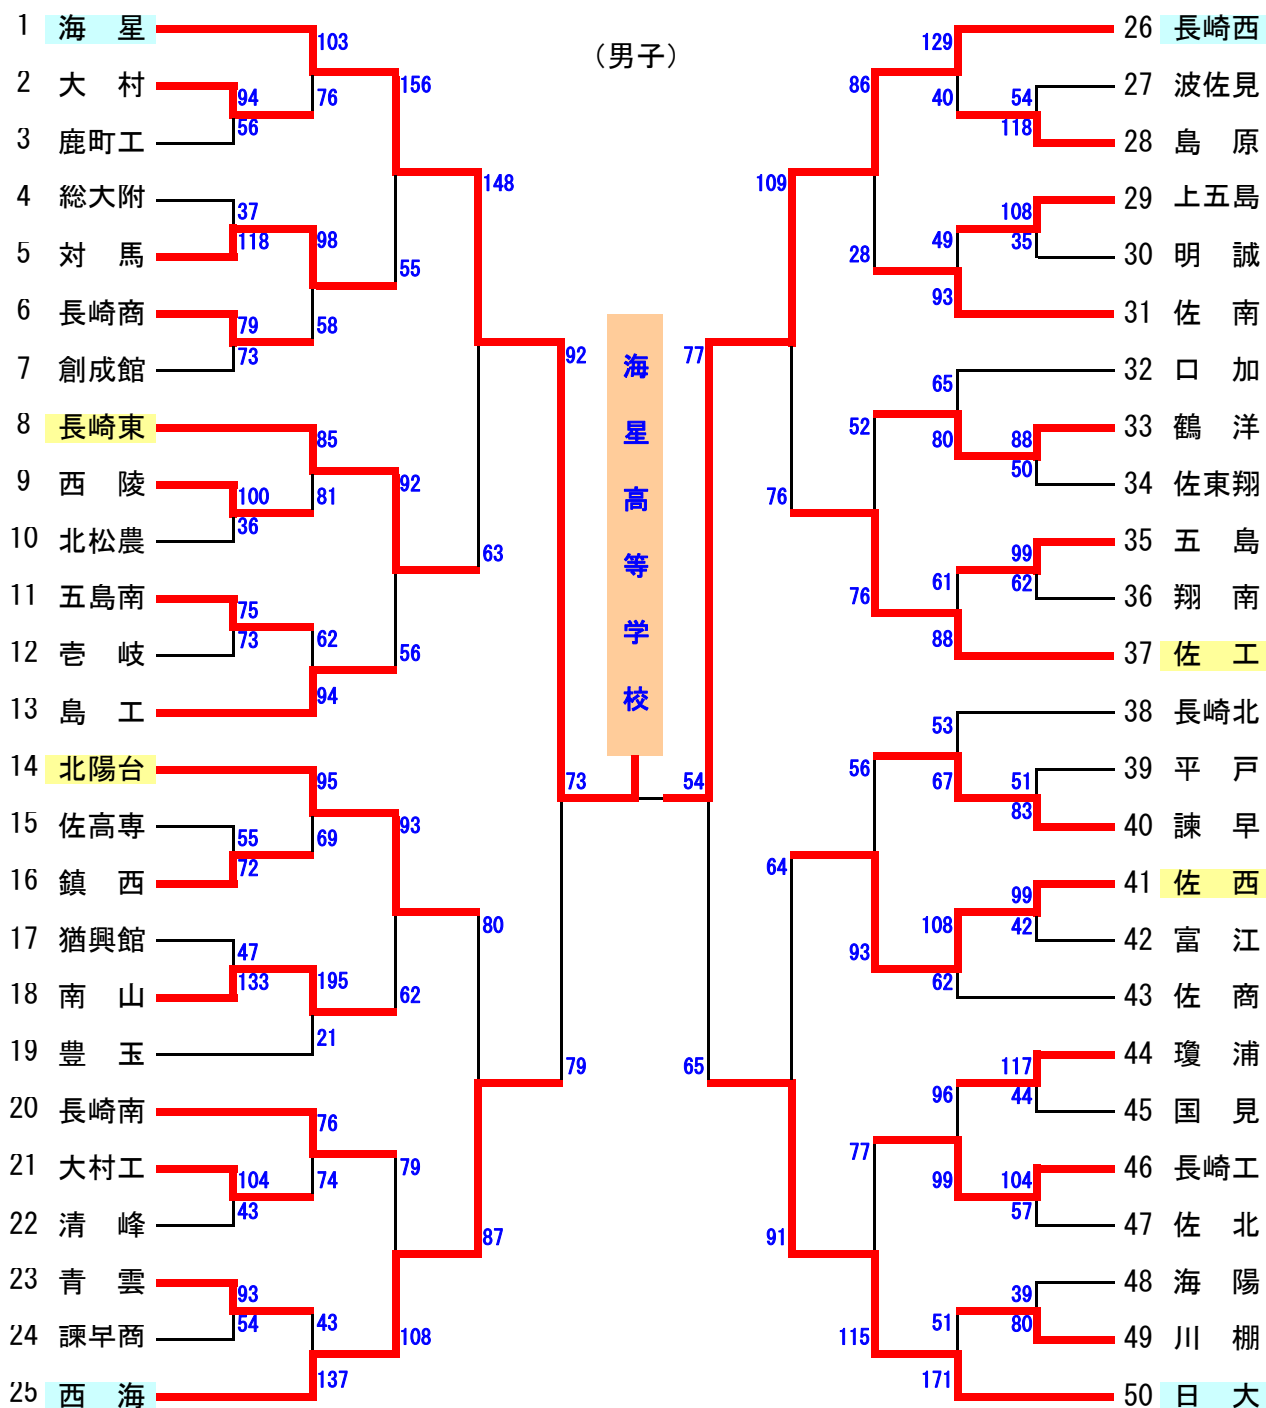 (男子)
1 海 星
2 大 村
3 鹿町工
4 総大附
5 対 馬
6 長崎商
7 創成館
8 長崎東
9 西 陵
10 北松農
11 五島南
12 壱 岐
13 島 工
14 北陽台
15 佐高専
16 鎮 西
17 猶興館
18 南 山
19 豊 玉
20 長崎南
21 大村工
22 清 峰
23 青 雲
24 諫早商
25 西 海
103
76
94
56
37
118
98
58
79
73
85
81
100
36
75
73
62
94
95
69
55
72
47
133
195
21
76
74
104
43
93
54
43
137
156
55
92
56
93
62
79
108
148
63
80
87
92
79
73
海星高等学校
54
77
65
109
76
64
91
86
28
52
76
56
93
77
115
129
40
54
118
108
35
49
93
65
80
88
50
99
62
61
88
53
67
51
83
99
42
108
62
117
44
96
99
104
57
39
80
51
171
26 長崎西
27 波佐見
28 島 原
29 上五島
30 明 誠
31 佐 南
32 口 加
33 鶴 洋
34 佐東翔
35 五 島
36 翔 南
37 佐 工
38 長崎北
39 平 戸
40 諫 早
41 佐 西
42 富 江
43 佐 商
44 瓊 浦
45 国 見
46 長崎工
47 佐 北
48 海 陽
49 川 棚
50 日 大